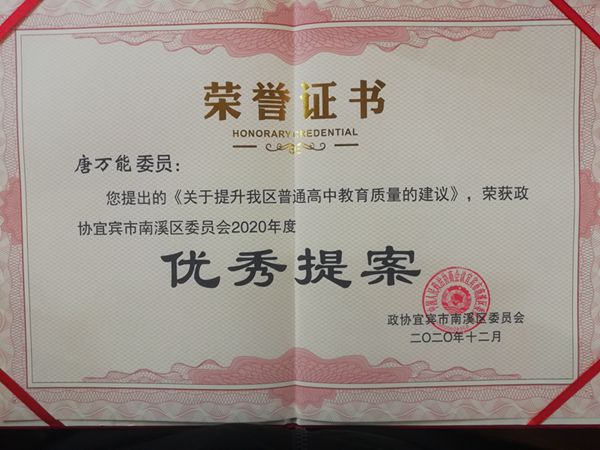 荣誉证书
HONORARY CREDENTIAL
唐万能委员：
您提出的《关于提升我区普通高中教育质量的建议》，荣获政
协宜宾市南溪区委员会2020年度
优秀提案
政协宜宾市南溪区委员会
二〇二〇年十二月